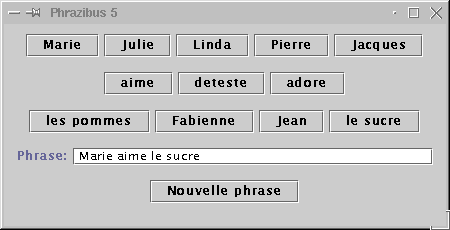 Phrazibus 5
Marie Julie Linda Pierre Jacques
aime deteste adore
les pommes Fabienne Jean le sucre
Phrase: Marie aime le sucre
Nouvelle phrase